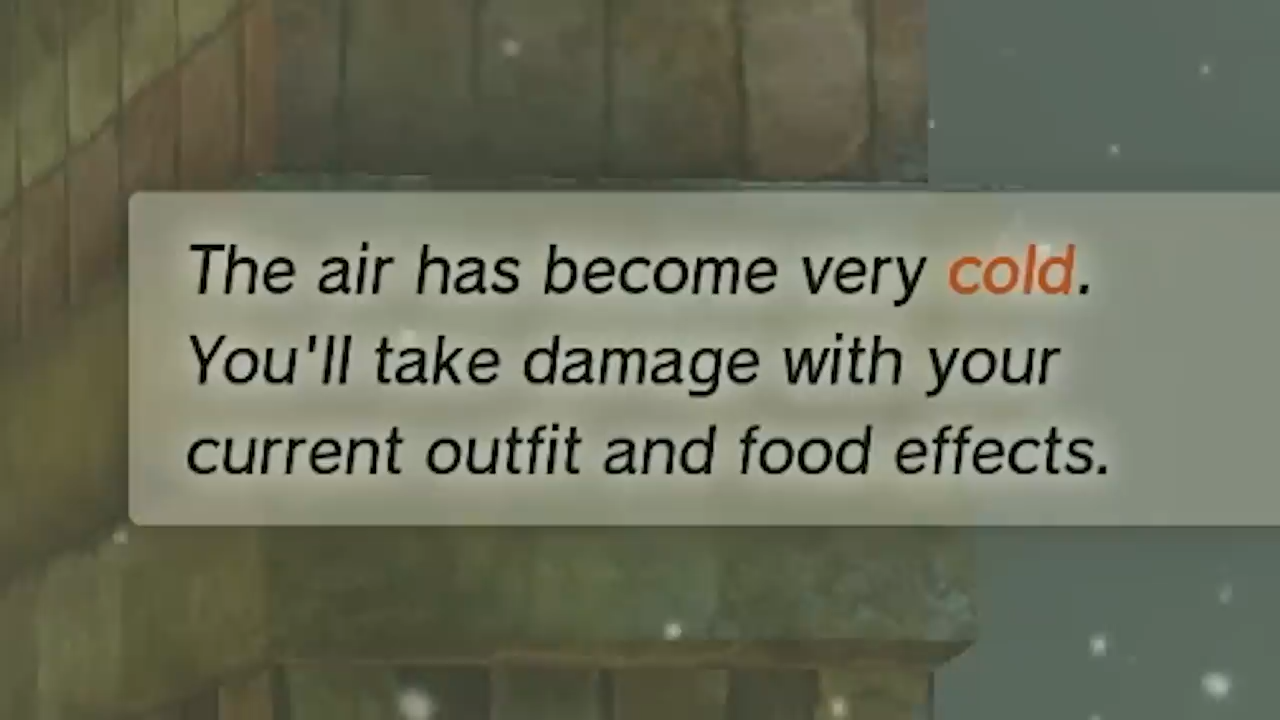 The air has become very cold.
You'll take damage with your
current outfit and food effects.